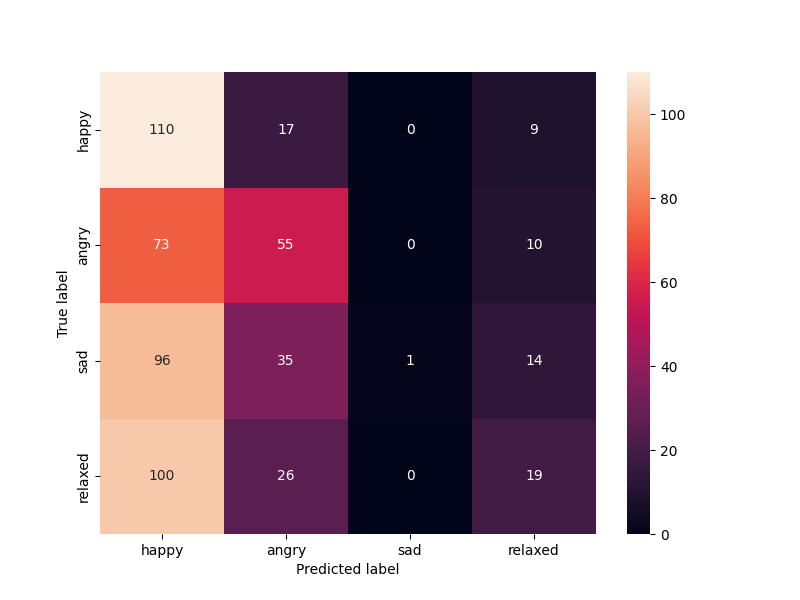 happy 110 17 0 9
angry 73 55 0 10
sad 96 35 1 14
relaxed 100 26 0 19
happy angry sad relaxed
Predicted label
True label
100
80
60
40
20
0